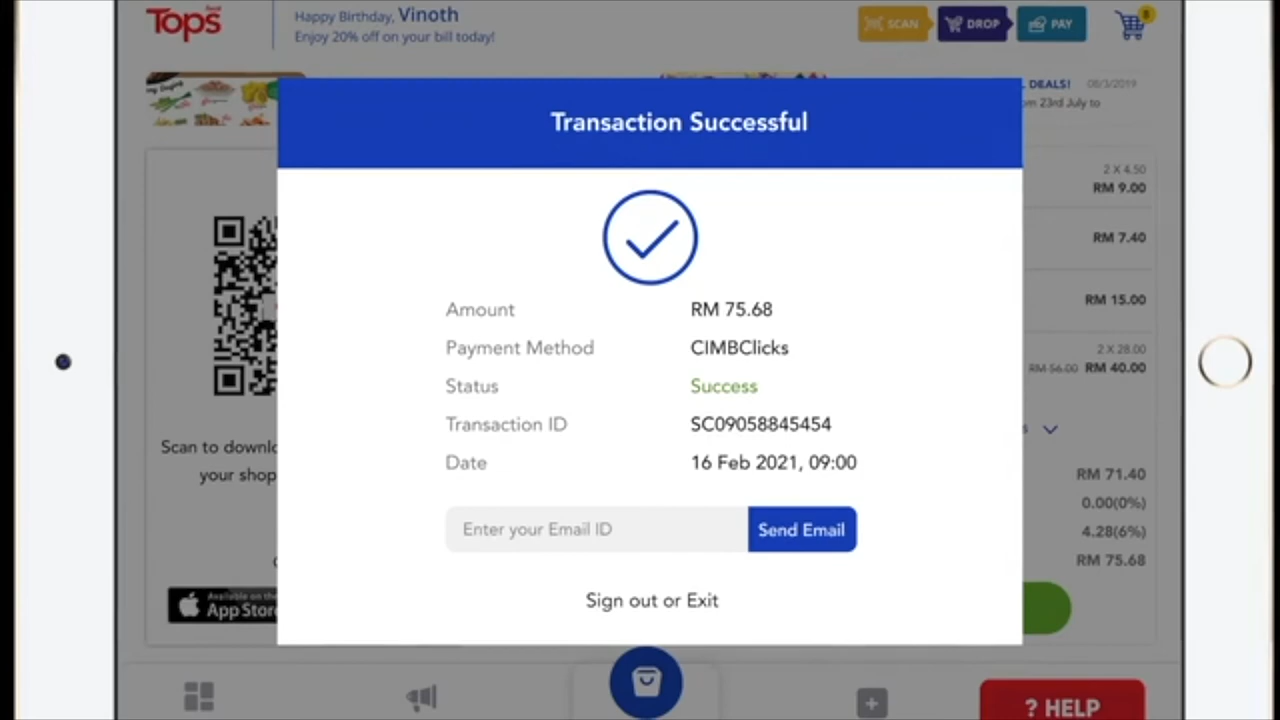 Tops
food
Happy Birthday, Vinoth
Enjoy 20% off on your bill today!
SCAN
DROP
PAY
8
DEALS!
08/3/2019
om 23rd July to
Transaction Successful
2 X 4.50
RM 9.00
RM 7.40
RM 15.00
2 X 28.00
RM 56.00 RM 40.00
Amount RM 75.68
Payment Method CIMBClicks
Status Success
Transaction ID SC09058845454
Date 16 Feb 2021, 09:00
Enter your Email ID
Send Email
Sign out or Exit
Scan to downlo
your shop
Available on the
App Store
RM 71.40
0.00(0%)
4.28(6%)
RM 75.68
? HELP